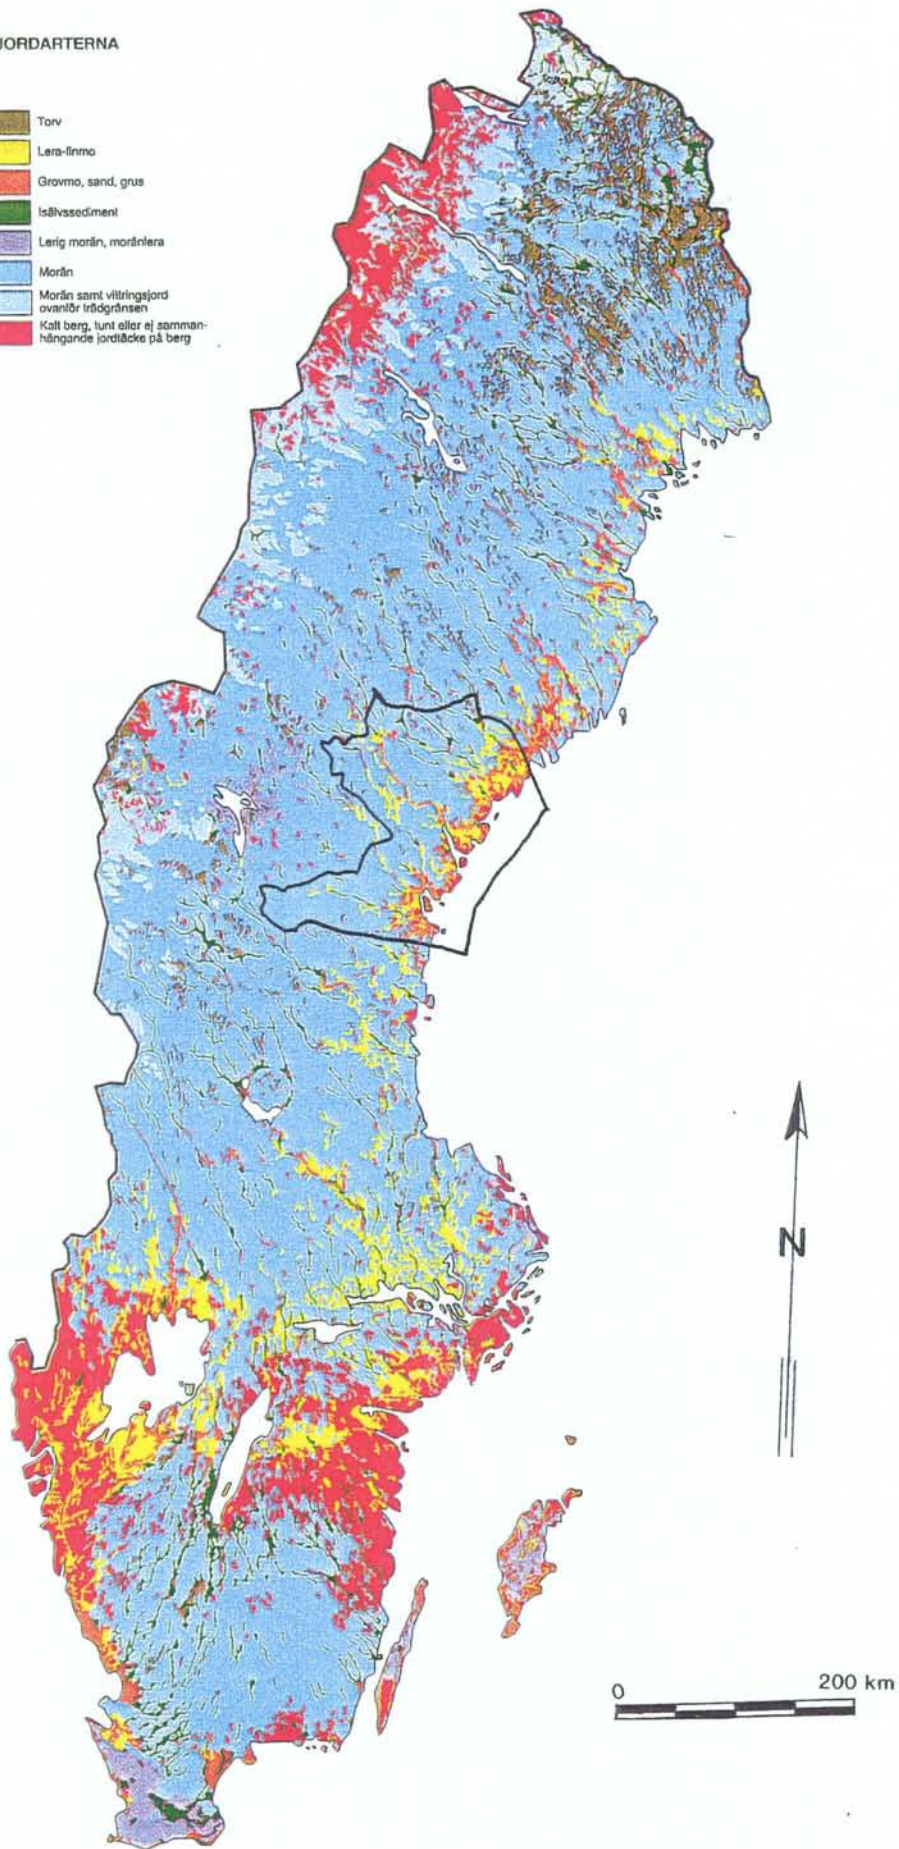 JORDARTERNA
Torv
Lera-finmo
Grovmo, sand, grus
Isälvssediment
Lerig morän, moränlera
Morän
Morän samt vittringsjord
ovanför trädgränsen
Kalt berg, tunt eller ej samman-
hängande jordtäcke på berg
N
0 200 km